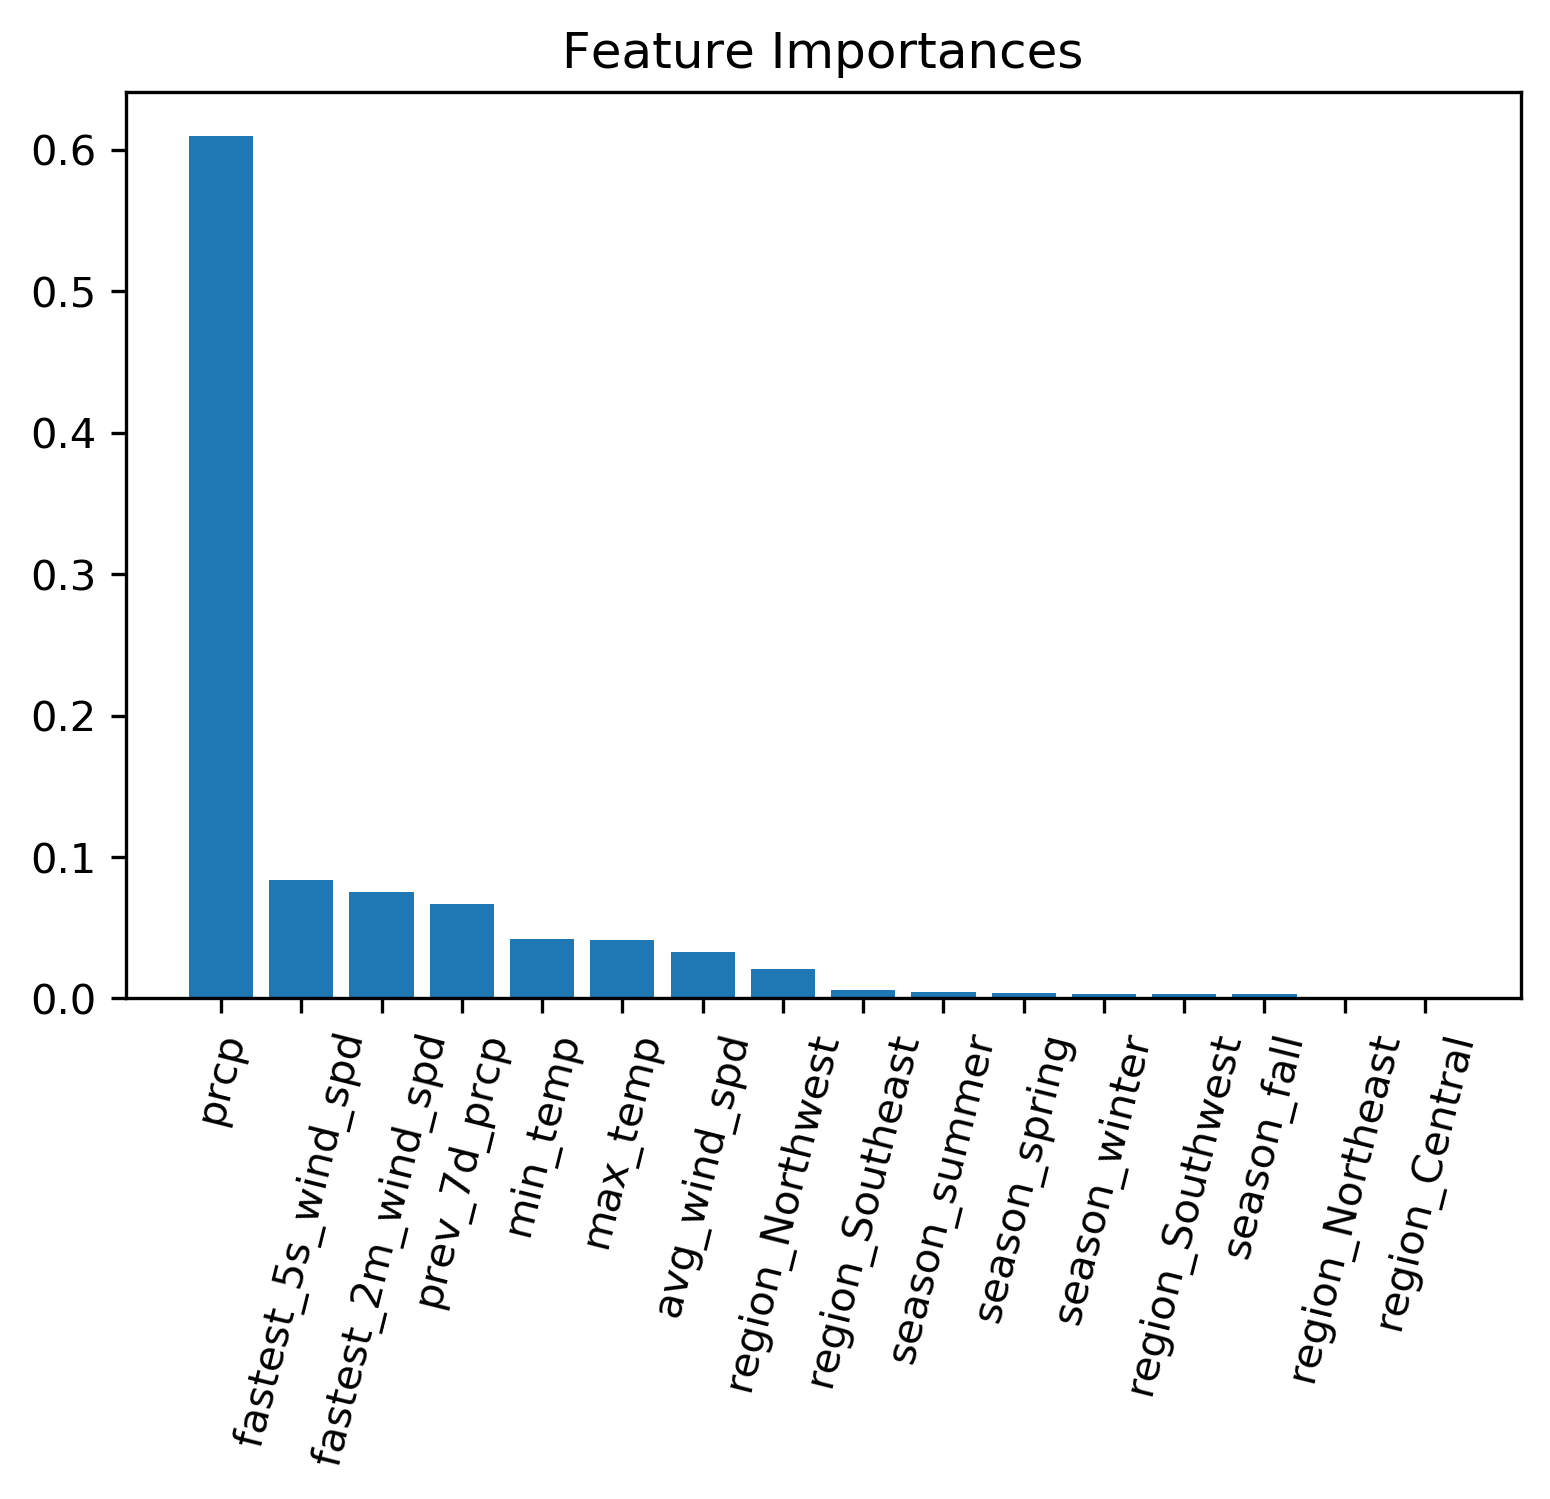 Feature Importances
0.6
0.5
0.4
0.3
0.2
0.1
0.0
prcp
fastest_5s_wind_spd
fastest_2m_wind_spd
prev_7d_prcp
min_temp
max_temp
avg_wind_spd
region_Northwest
region_Southeast
season_summer
season_spring
season_winter
region_Southwest
season_fall
region_Northeast
region_Central